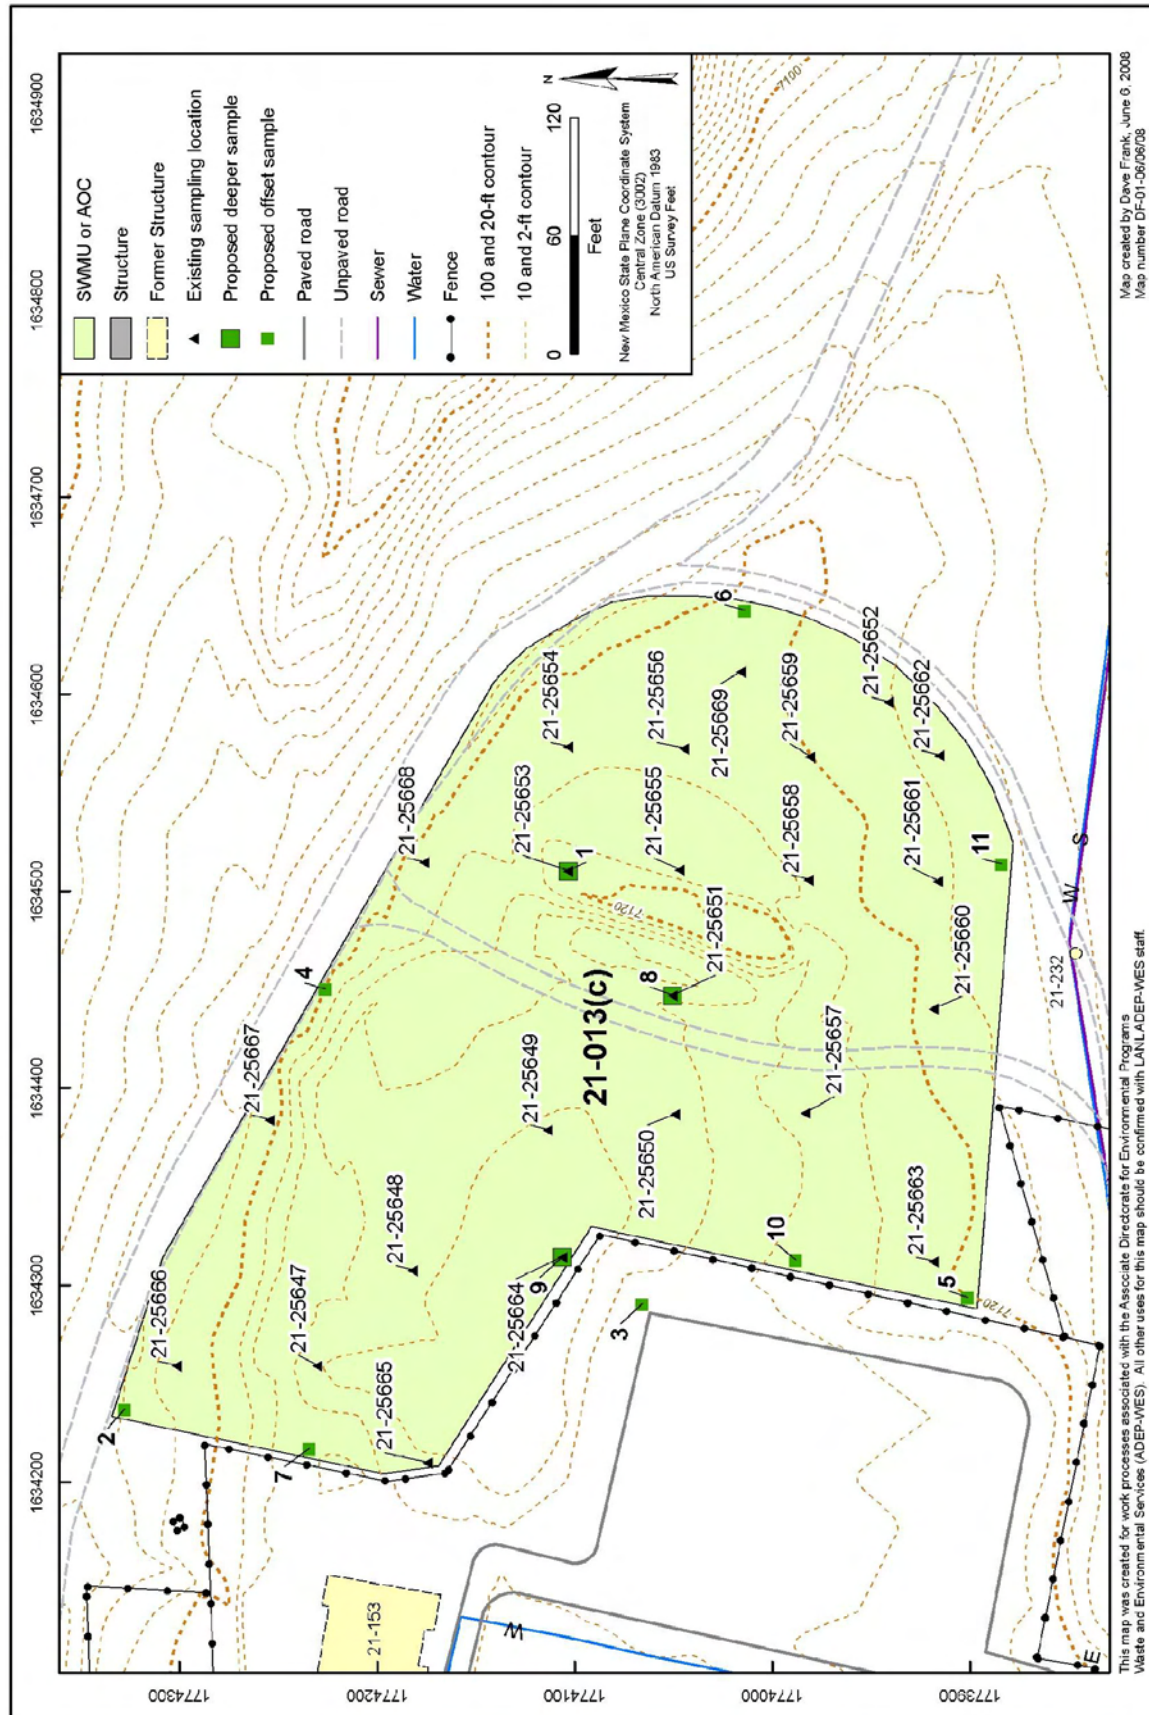 1634200
1634300
1634400
1634500
1634600
1634700
1634800
1634900
1774300
1774200
1774100
1774000
1773900
SWMU or AOC
Structure
Former Structure
Existing sampling location
Proposed deeper sample
Proposed offset sample
Paved road
Unpaved road
Sewer
Water
Fence
100 and 20-ft contour
10 and 2-ft contour
N
0 60 120
Feet
New Mexico State Plane Coordinate System
Central Zone (3002)
North American Datum 1983
US Survey Feet
7100
2
21-25666
21-25667
4
21-25668
7
21-25647
21-25648
21-25665
21-25664
9
21-25649
21-25653
1
21-25654
21-013(c)
3
21-25650
8
21-25651
7120
21-25655
21-25656
21-25669
6
10
21-25657
21-25658
21-25659
21-25652
5
7120
21-25663
21-25660
21-25661
21-25662
11
21-153
W
E
21-232
W
S
This map was created for work processes associated with the Associate Directorate for Environmental Programs
Waste and Environmental Services (ADEP-WES). All other uses for this map should be confirmed with LANLADEP-WES staff.
Map created by Dave Frank, June 6, 2008
Map number DF-01-06/06/08